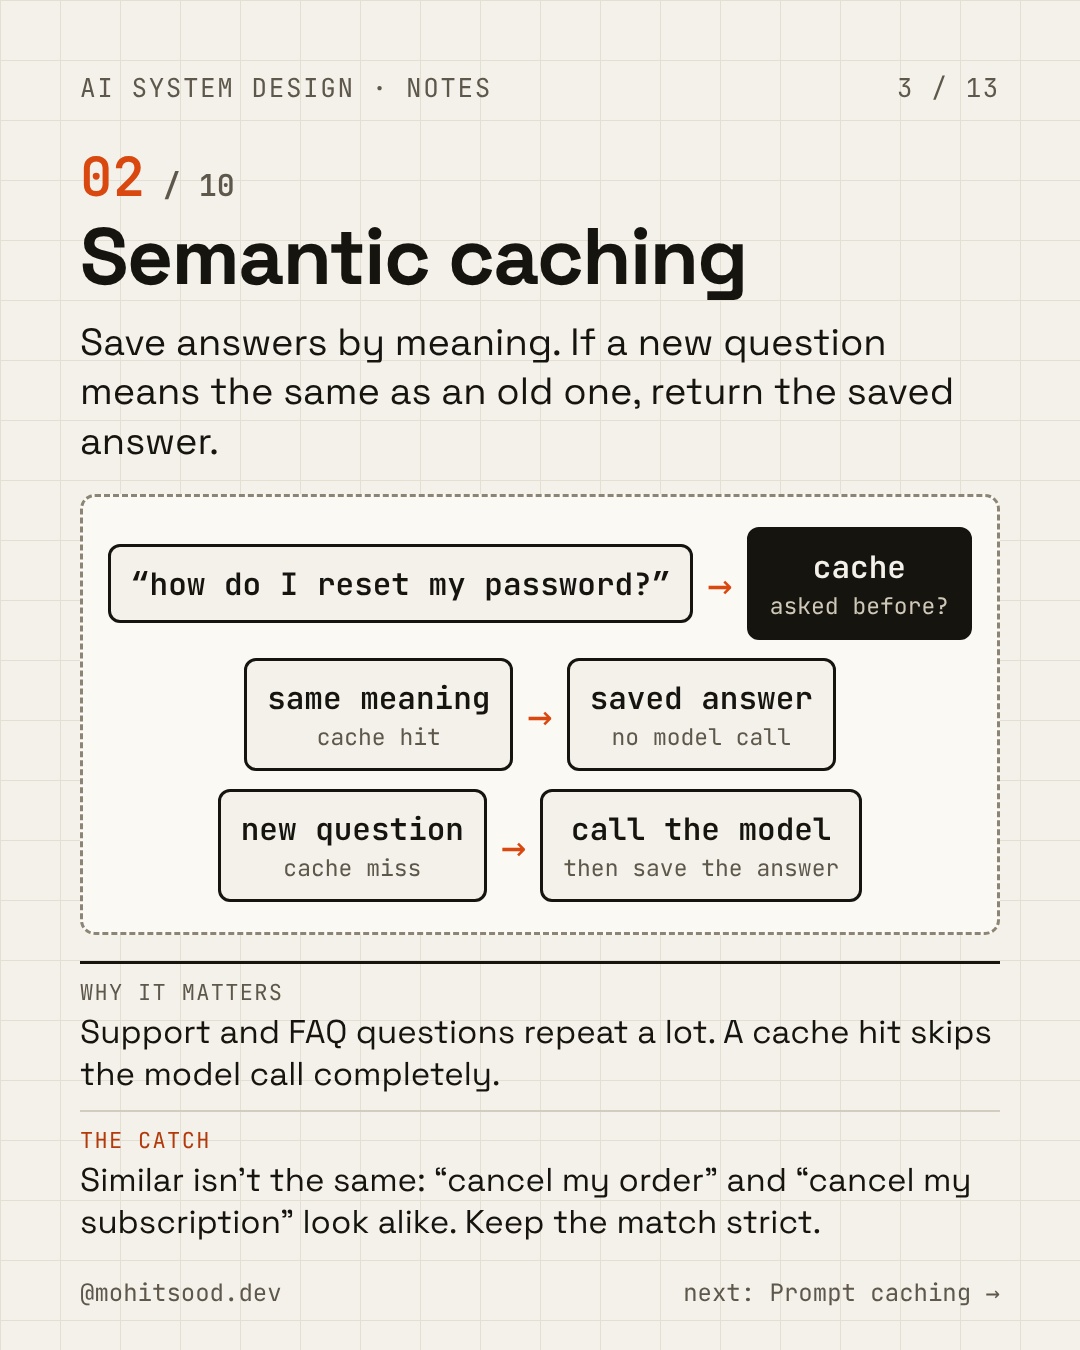 AI SYSTEM DESIGN · NOTES
3 / 13
02 / 10
Semantic caching
Save answers by meaning. If a new question
means the same as an old one, return the saved
answer.
“how do I reset my password?” → cache
asked before?
same meaning → saved answer
cache hit
no model call
new question → call the model
cache miss
then save the answer
WHY IT MATTERS
Support and FAQ questions repeat a lot. A cache hit skips
the model call completely.
THE CATCH
Similar isn’t the same: “cancel my order” and “cancel my
subscription” look alike. Keep the match strict.
@mohitsood.dev
next: Prompt caching →